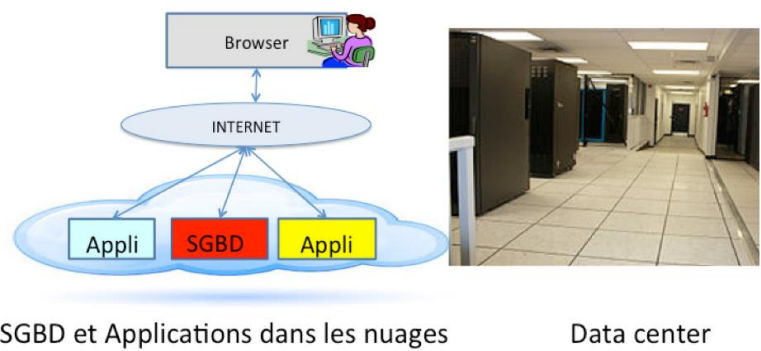 Browser
INTERNET
Appli
SGBD
Appli
SGBD et Applications dans les nuages
Data center